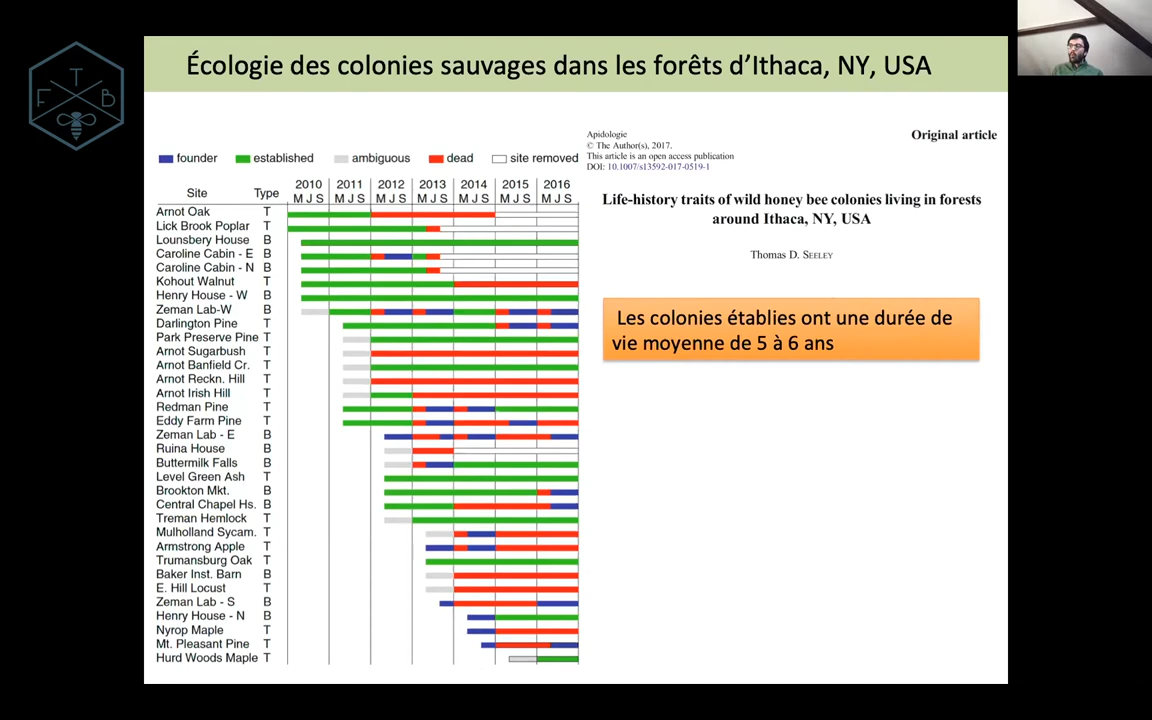 T
F B
Écologie des colonies sauvages dans les forêts d'Ithaca, NY, USA
founder established ambiguous dead site removed
2010 2011 2012 2013 2014 2015 2016
Site Type M J S M J S M J S M J S M J S M J S M J S
Arnot Oak T
Lick Brook Poplar T
Lounsbery House B
Caroline Cabin - E B
Caroline Cabin - N B
Kohout Walnut T
Henry House - W B
Zeman Lab-W B
Darlington Pine T
Park Preserve Pine T
Arnot Sugarbush T
Arnot Banfield Cr. T
Arnot Reckn. Hill T
Arnot Irish Hill T
Redman Pine T
Eddy Farm Pine T
Zeman Lab - E B
Ruina House B
Buttermilk Falls B
Level Green Ash T
Brookton Mkt. B
Central Chapel Hs. B
Treman Hemlock T
Mulholland Sycam. T
Armstrong Apple T
Trumansburg Oak T
Baker Inst. Barn B
E. Hill Locust T
Zeman Lab - S B
Henry House - N B
Nyrop Maple T
Mt. Pleasant Pine T
Hurd Woods Maple T
Apidologie
© The Author(s), 2017.
This article is an open access publication
DOI: 10.1007/s13592-017-0519-1
Original article
Life-history traits of wild honey bee colonies living in forests
around Ithaca, NY, USA
Thomas D. SEELEY
Les colonies établies ont une durée de
vie moyenne de 5 à 6 ans